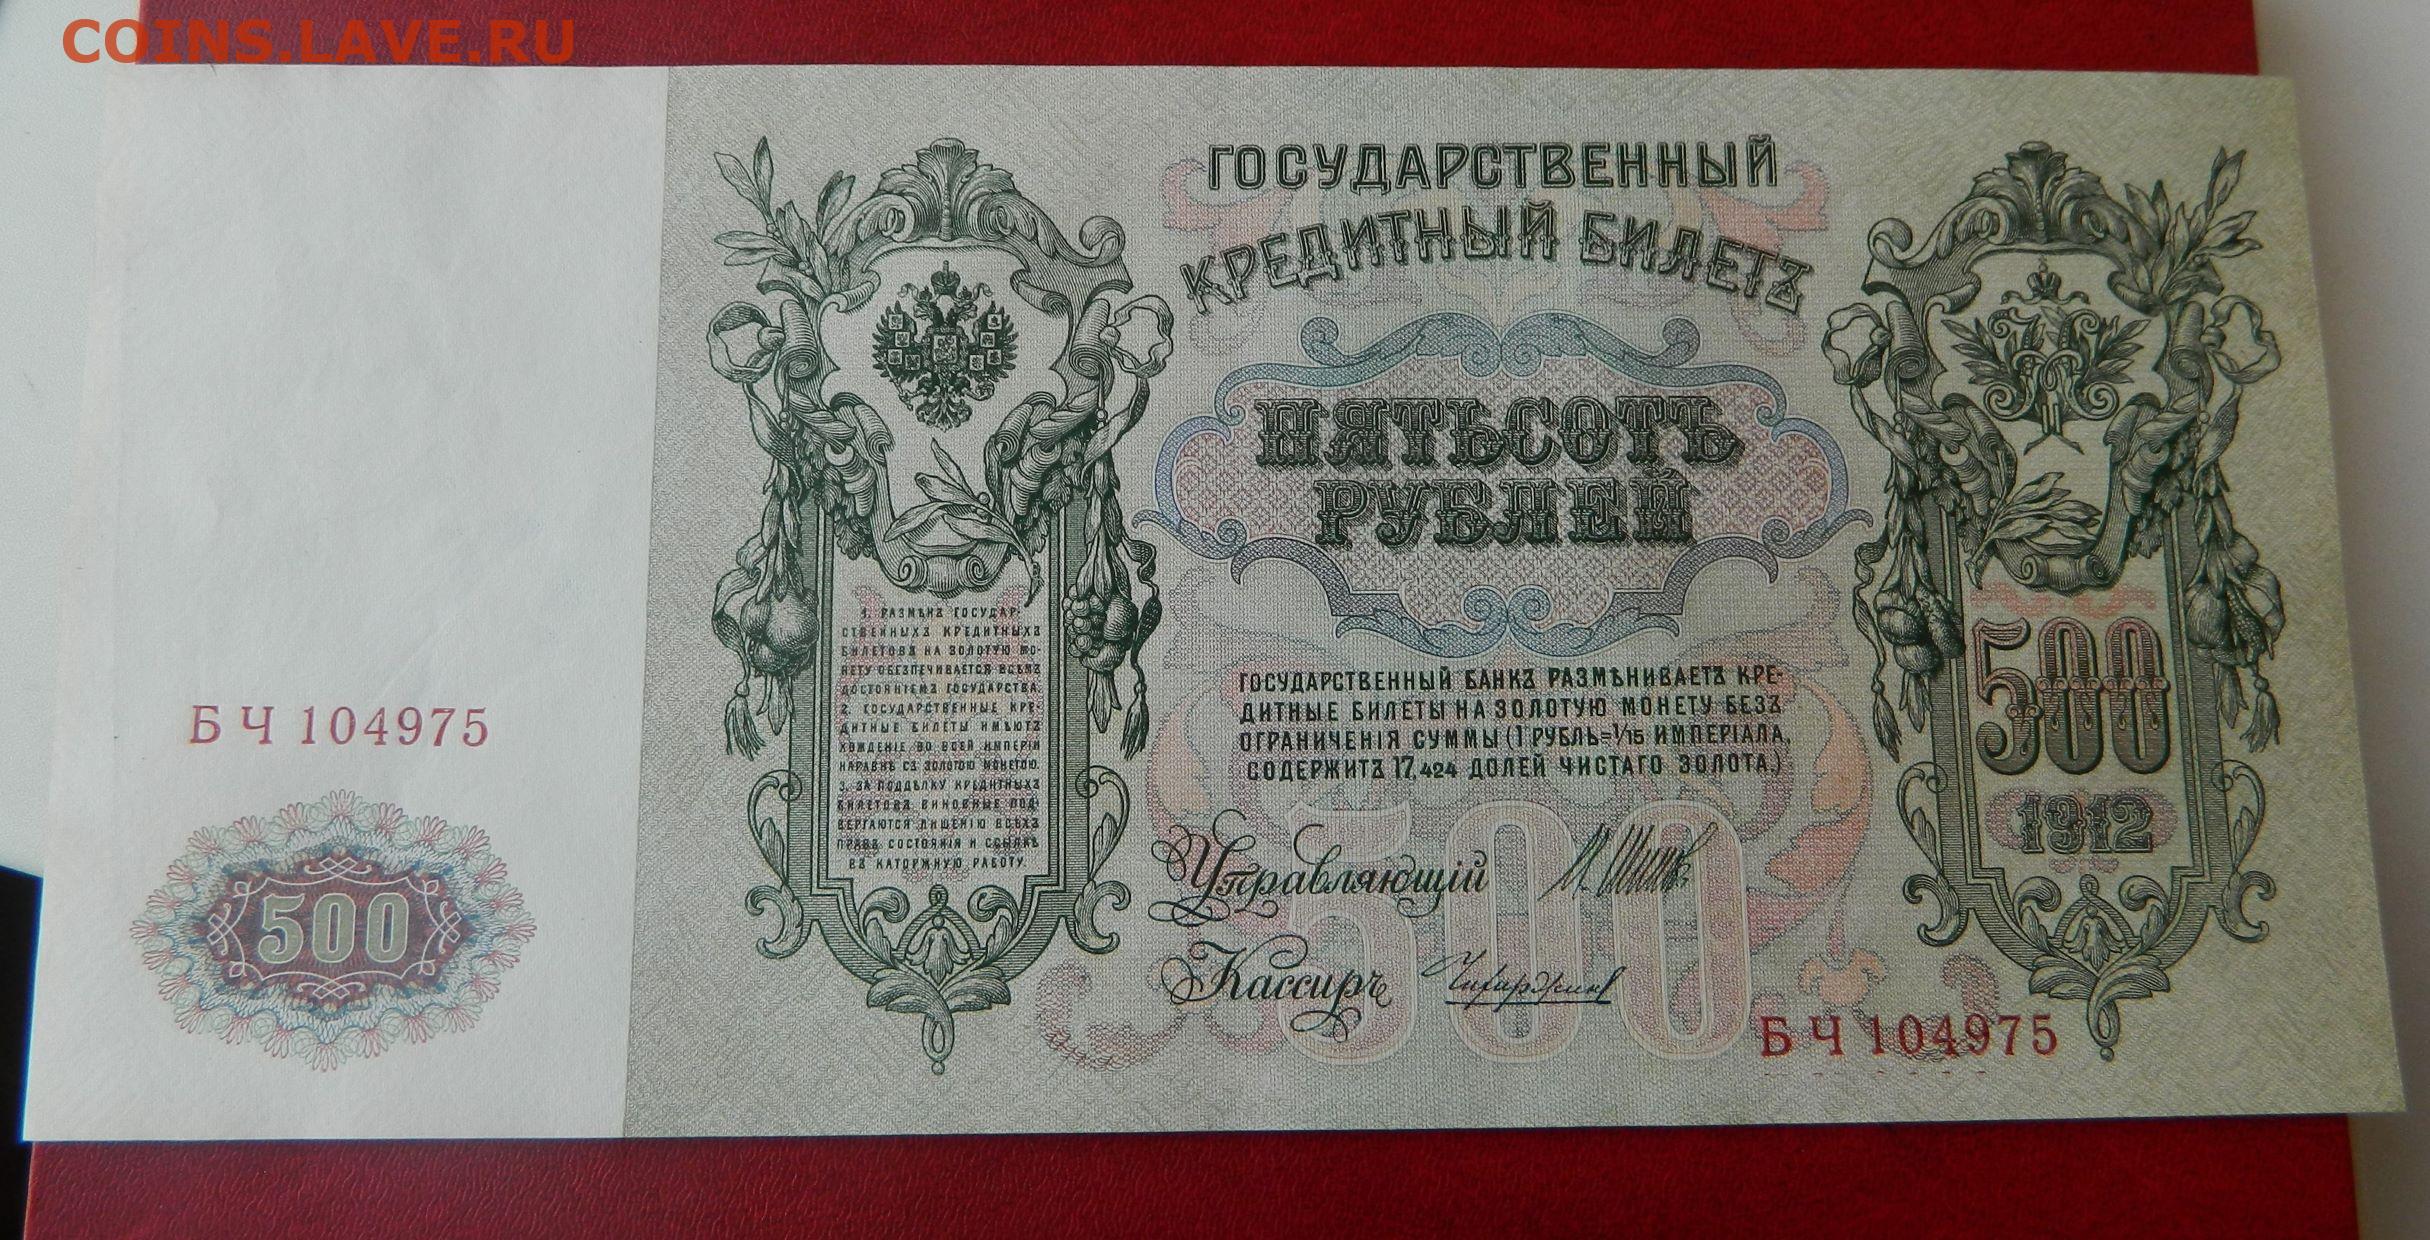 COINS.LAVE.RU
ГОСУДАРСТВЕННЫЙ
КРЕДИТНЫЙ БИЛЕТЪ
ПЯТЬСОТЪ
РУБЛЕЙ
1. РАЗМѢНЪ ГОСУДАР-
СТВЕННЫХЪ КРЕДИТНЫХЪ
БИЛЕТОВЪ НА ЗОЛОТУЮ МО-
НЕТУ ОБЕЗПЕЧИВАЕТСЯ ВСѢМЪ
ДОСТОЯНІЕМЪ ГОСУДАРСТВА.
2. ГОСУДАРСТВЕННЫЕ КРЕ-
ДИТНЫЕ БИЛЕТЫ ИМѢЮТЪ
ХОЖДЕНІЕ ВО ВСЕЙ ИМПЕРІИ
НАРАВНѢ СЪ ЗОЛОТОЮ МОНЕТОЮ.
3. ЗА ПОДДѢЛКУ КРЕДИТНЫХЪ
БИЛЕТОВЪ ВИНОВНЫЕ ПОД-
ВЕРГАЮТСЯ ЛИШЕНІЮ ВСѢХЪ
ПРАВЪ СОСТОЯНІЯ И ССЫЛКѢ
ВЪ КАТОРЖНУЮ РАБОТУ.
ГОСУДАРСТВЕННЫЙ БАНКЪ РАЗМѢНИВАЕТЪ КРЕ-
ДИТНЫЕ БИЛЕТЫ НА ЗОЛОТУЮ МОНЕТУ БЕЗЪ
ОГРАНИЧЕНІЯ СУММЫ (1 РУБЛЬ=1/15 ИМПЕРІАЛА,
СОДЕРЖИТЪ 17,424 ДОЛЕЙ ЧИСТАГО ЗОЛОТА.)
500
1912
БЧ 104975
500
500
Управляющій
Кассиръ
БЧ 104975